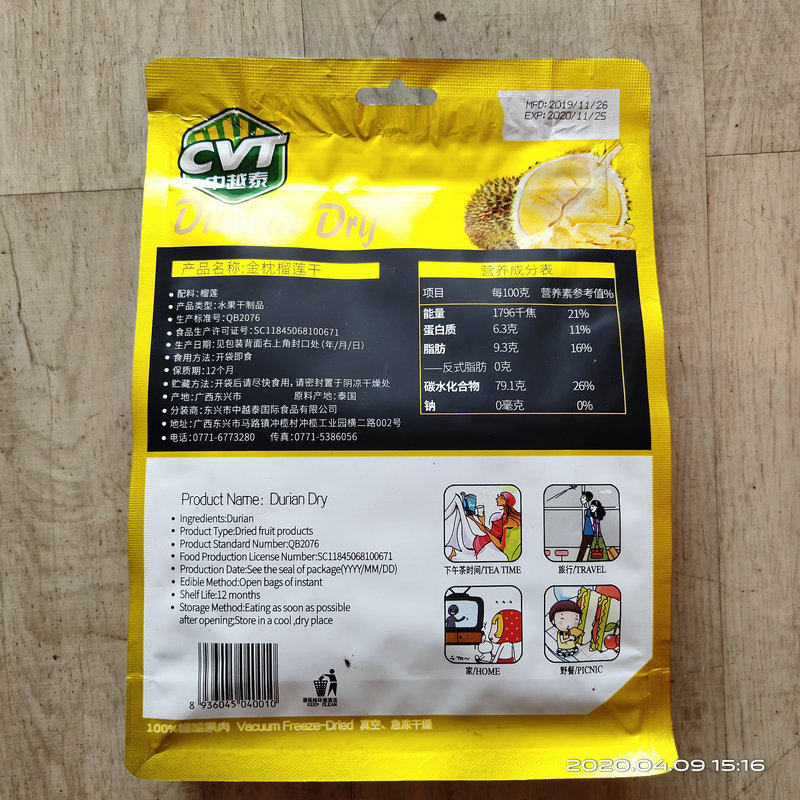 MFD: 2019/11/26
EXP: 2020/11/25
CVT
中越泰
Durian Dry
产品名称:金枕榴莲干
配料:榴莲
产品类型:水果干制品
生产标准号:QB2076
食品生产许可证号:SC11845068100671
生产日期:见包装背面右上角封口处(年/月/日)
食用方法:开袋即食
保质期:12个月
贮藏方法:开袋后请尽快食用,请密封置于阴凉干燥处
产地:广西东兴市 原料产地:泰国
分装商:东兴市中越泰国际食品有限公司
地址:广西东兴市马路镇冲榄村冲榄工业园横二路002号
电话:0771-6773280 传真:0771-5386056
营养成分表
项目 每100克 营养素参考值%
能量 1796千焦 21%
蛋白质 6.3克 11%
脂肪 9.3克 16%
——反式脂肪 0克
碳水化合物 79.1克 26%
钠 0毫克 0%
Product Name: Durian Dry
Ingredients:Durian
Product Type:Dried fruit products
Product Standard Number:QB2076
Food Production License Number:SC11845068100671
Production Date:See the seal of package(YYYY/MM/DD)
Edible Method:Open bags of instant
Shelf Life:12 months
Storage Method:Eating as soon as possible
after opening;Store in a cool ,dry place
下午茶时间/TEA TIME
旅行/TRAVEL
家/HOME
野餐/PICNIC
8 936045 040010
请保持环境清洁
KEEP CLEAN
100%榴莲果肉 Vacuum Freeze-Dried 真空、急冻干燥
2020.04.09 15:16